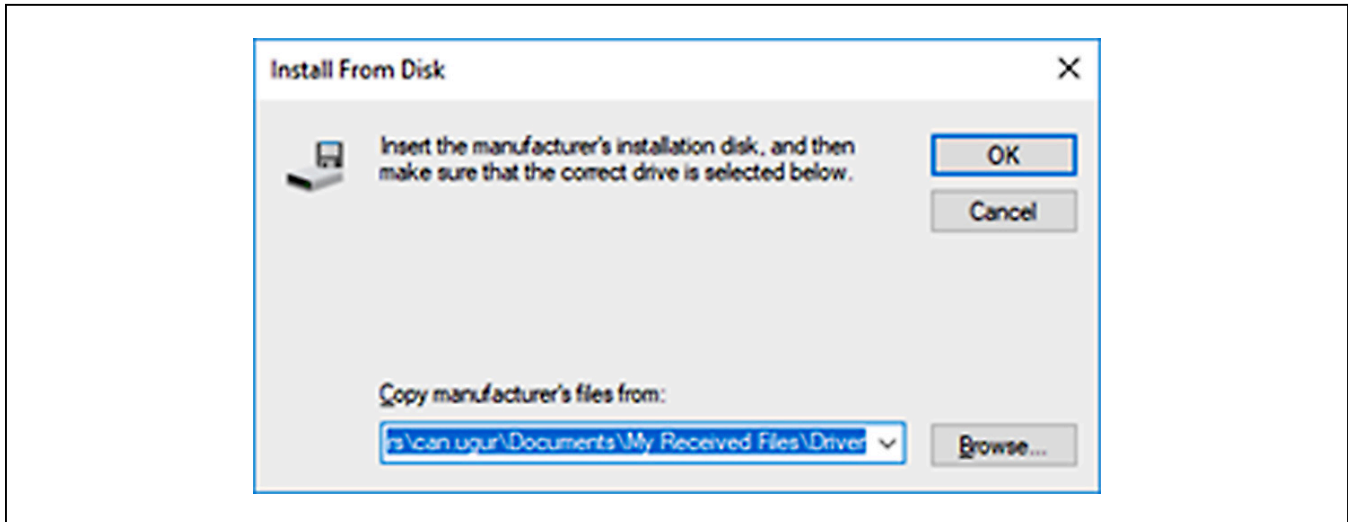 Install From Disk
Insert the manufacturer's installation disk, and then
make sure that the correct drive is selected below.
OK
Cancel
Copy manufacturer's files from:
rs\can.ugur\Documents\My Received Files\Driver
Browse...